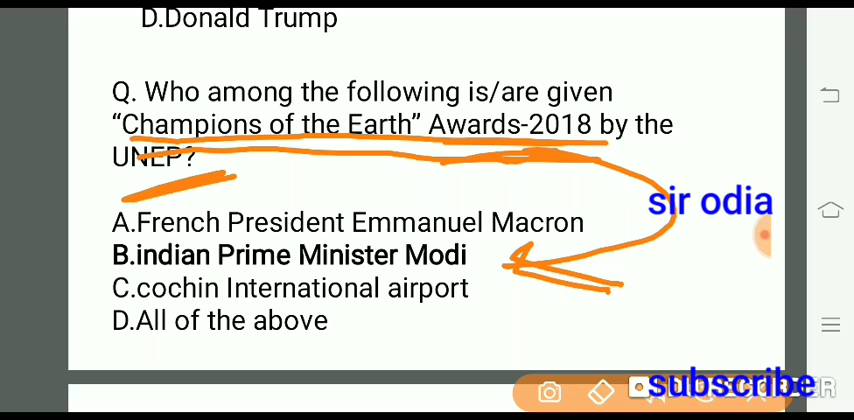 D.Donald Trump
Q. Who among the following is/are given
“Champions of the Earth” Awards-2018 by the
UNEP?
sir odia
A.French President Emmanuel Macron
B.indian Prime Minister Modi
C.cochin International airport
D.All of the above
subscribe